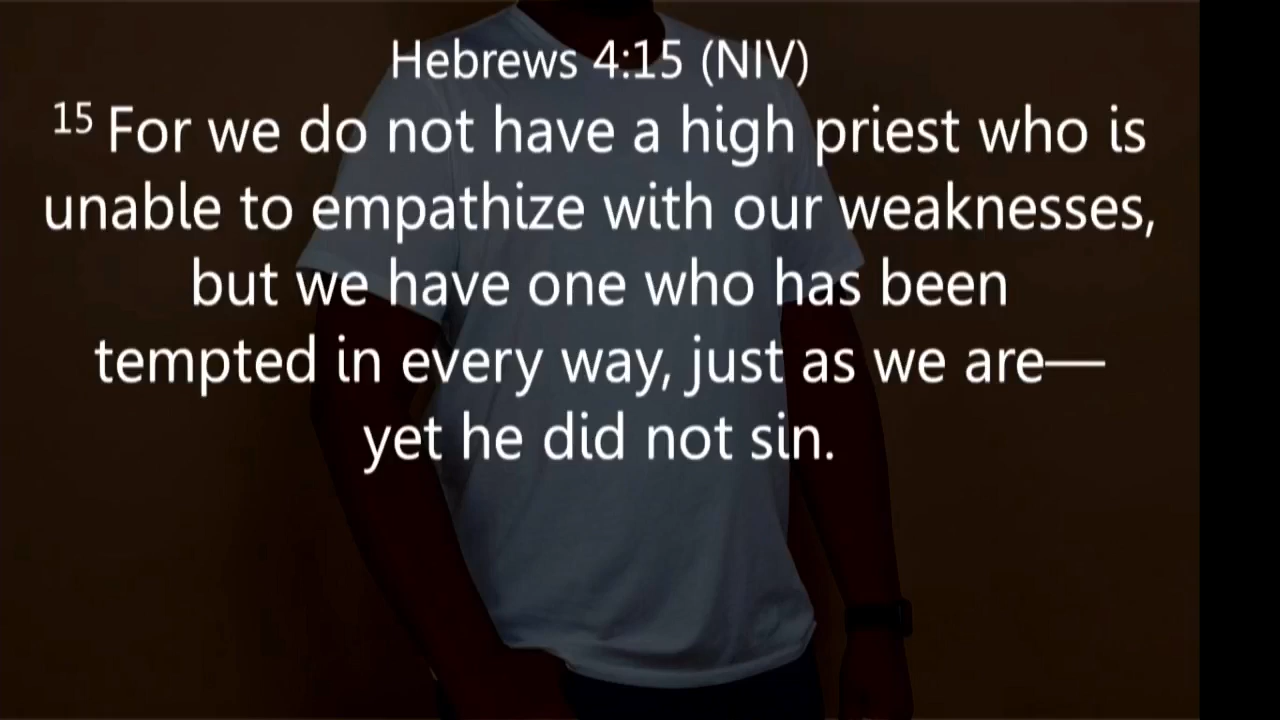 Hebrews 4:15 (NIV)
15 For we do not have a high priest who is
unable to empathize with our weaknesses,
but we have one who has been
tempted in every way, just as we are—
yet he did not sin.